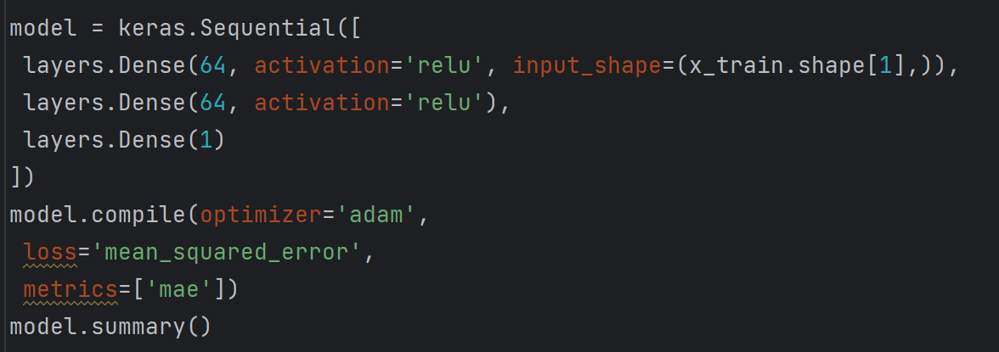 model = keras.Sequential([
 layers.Dense(64, activation='relu', input_shape=(x_train.shape[1],)),
 layers.Dense(64, activation='relu'),
 layers.Dense(1)
])
model.compile(optimizer='adam',
 loss='mean_squared_error',
 metrics=['mae'])
model.summary()